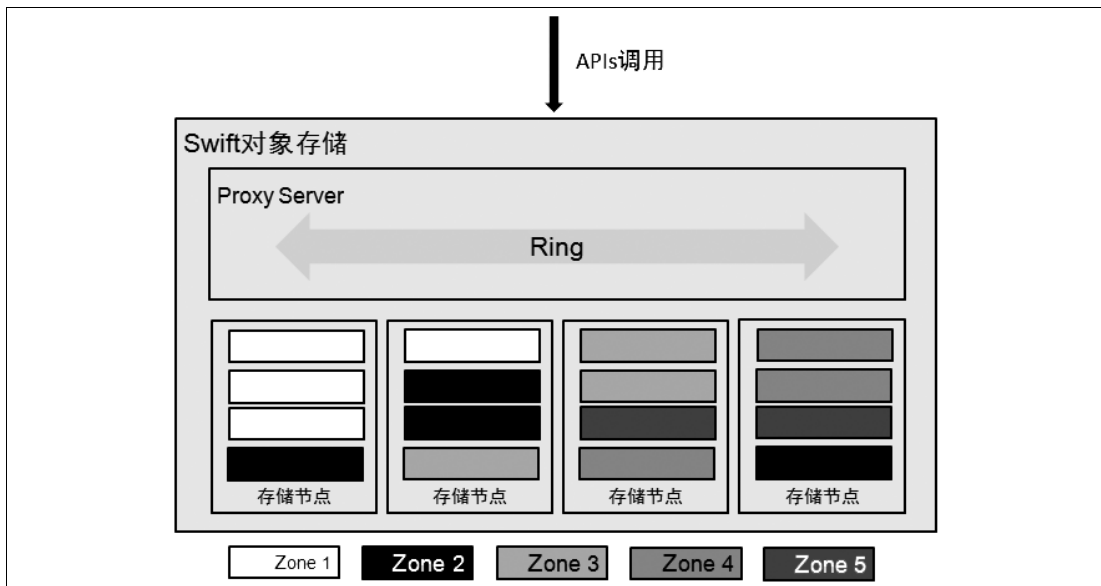 APIs调用
Swift对象存储
Proxy Server
Ring
存储节点
存储节点
存储节点
存储节点
Zone 1
Zone 2
Zone 3
Zone 4
Zone 5